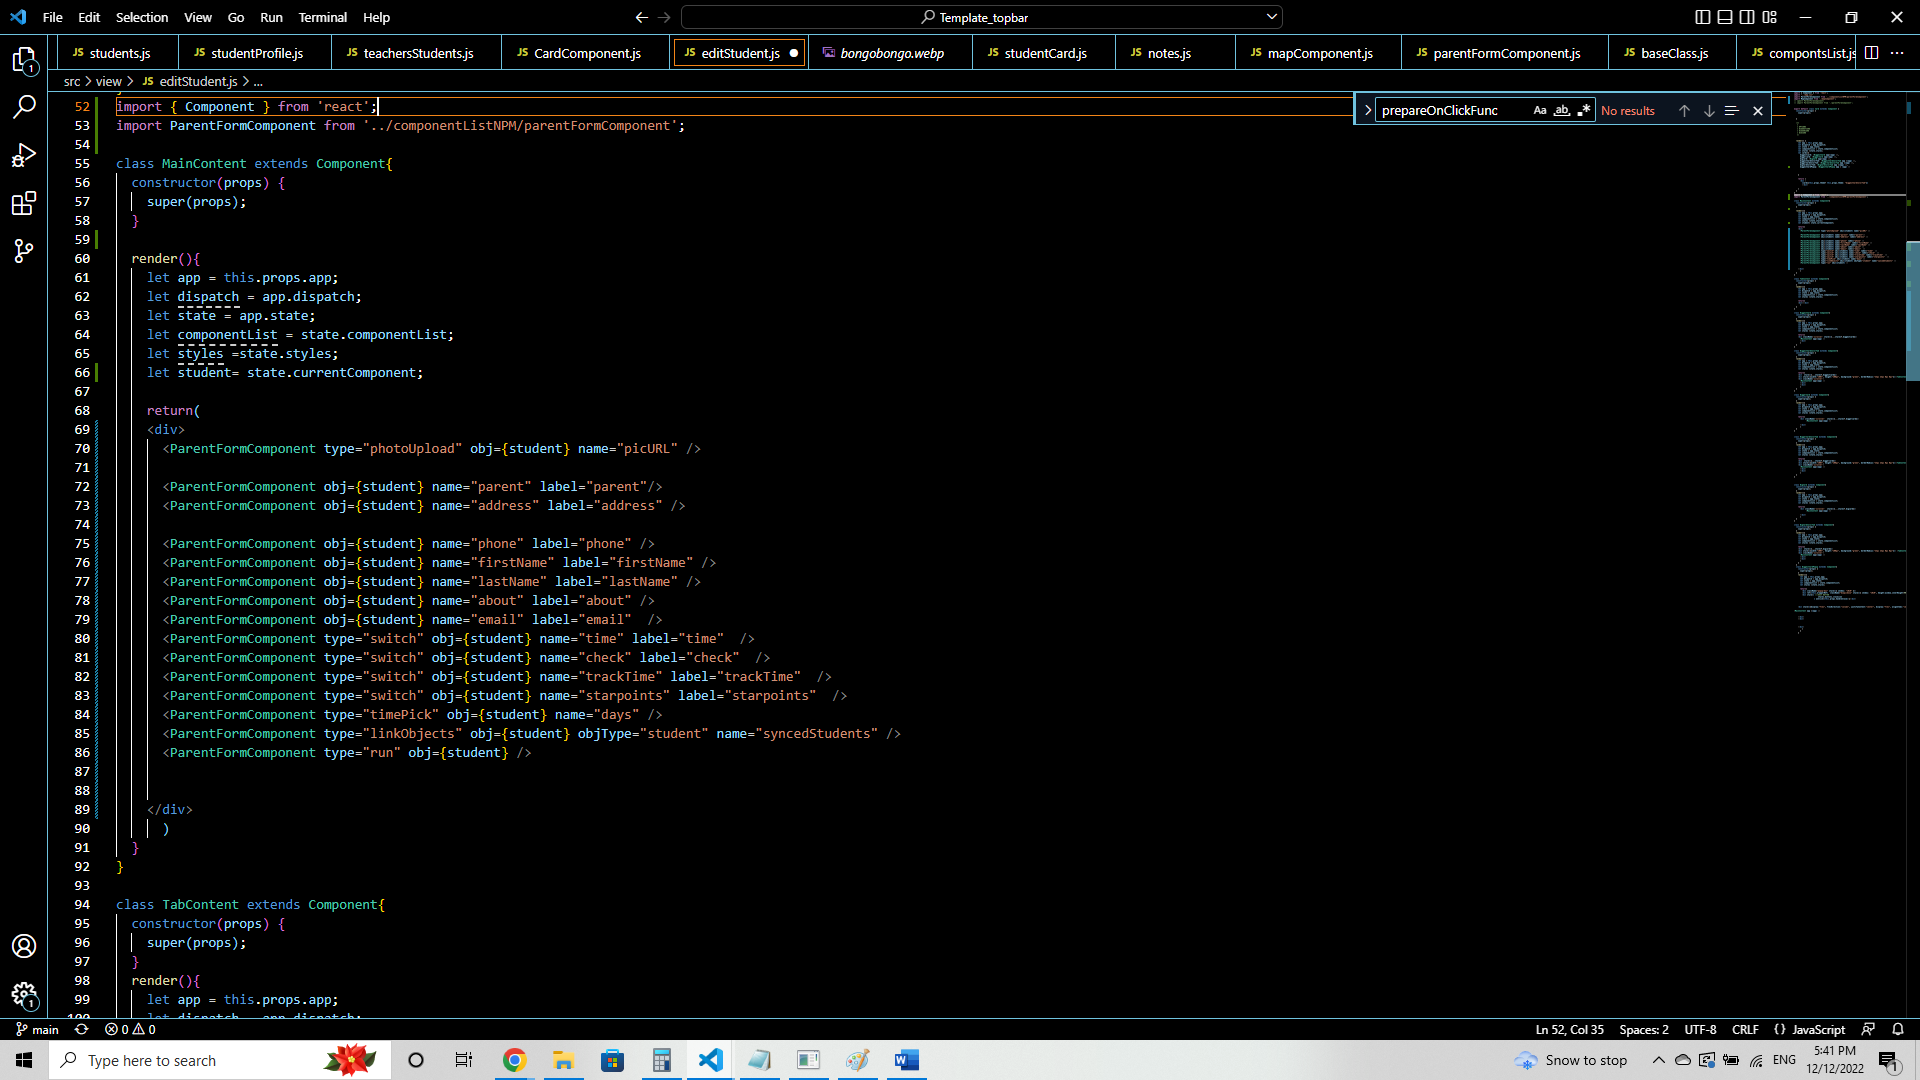 File Edit Selection View Go Run Terminal Help
Template_topbar
JS students.js JS studentProfile.js JS teachersStudents.js JS CardComponent.js JS editStudent.js bongobongo.webp JS studentCard.js JS notes.js JS mapComponent.js JS parentFormComponent.js JS baseClass.js JS compontsList.js
src > view > JS editStudent.js > ...
prepareOnClickFunc Aa ab .* No results
52 import { Component } from 'react';
53 import ParentFormComponent from '../componentListNPM/parentFormComponent';
54
55 class MainContent extends Component{
56 constructor(props) {
57 super(props);
58 }
59
60 render(){
61 let app = this.props.app;
62 let dispatch = app.dispatch;
63 let state = app.state;
64 let componentList = state.componentList;
65 let styles =state.styles;
66 let student= state.currentComponent;
67
68 return(
69 <div>
70 <ParentFormComponent type="photoUpload" obj={student} name="picURL" />
71
72 <ParentFormComponent obj={student} name="parent" label="parent"/>
73 <ParentFormComponent obj={student} name="address" label="address" />
74
75 <ParentFormComponent obj={student} name="phone" label="phone" />
76 <ParentFormComponent obj={student} name="firstName" label="firstName" />
77 <ParentFormComponent obj={student} name="lastName" label="lastName" />
78 <ParentFormComponent obj={student} name="about" label="about" />
79 <ParentFormComponent obj={student} name="email" label="email"  />
80 <ParentFormComponent type="switch" obj={student} name="time" label="time"  />
81 <ParentFormComponent type="switch" obj={student} name="check" label="check"  />
82 <ParentFormComponent type="switch" obj={student} name="trackTime" label="trackTime"  />
83 <ParentFormComponent type="switch" obj={student} name="starpoints" label="starpoints"  />
84 <ParentFormComponent type="timePick" obj={student} name="days" />
85 <ParentFormComponent type="linkObjects" obj={student} objType="student" name="syncedStudents" />
86 <ParentFormComponent type="run" obj={student} />
87
88
89 </div>
90 )
91 }
92 }
93
94 class TabContent extends Component{
95 constructor(props) {
96 super(props);
97 }
98 render(){
99 let app = this.props.app;
100 let dispatch = app.dispatch;
main 0 0 Ln 52, Col 35 Spaces: 2 UTF-8 CRLF {} JavaScript
Type here to search Snow to stop ENG 5:41 PM
12/12/2022 1